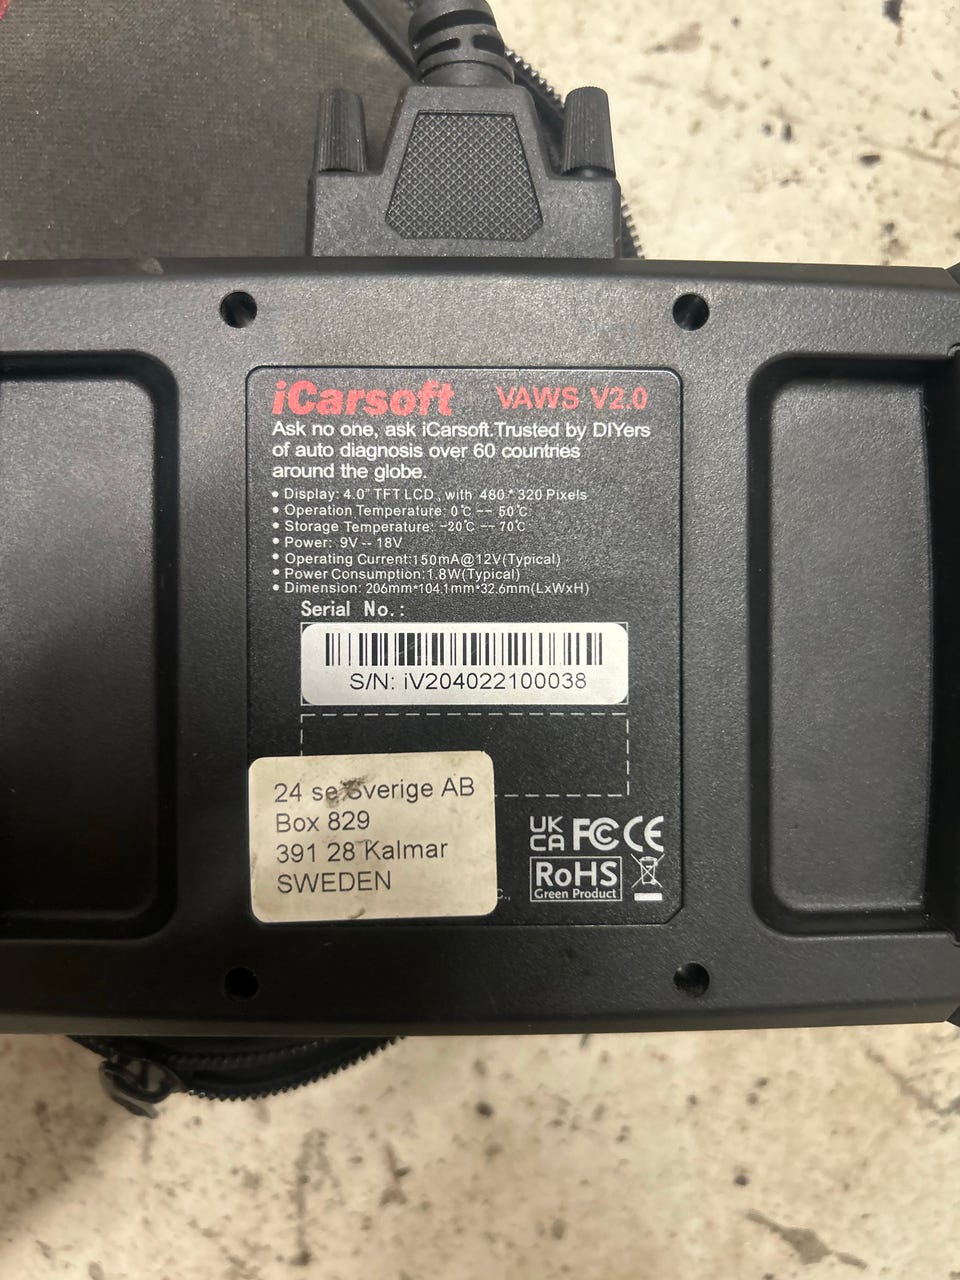 iCarsoft VAWS V2.0
Ask no one, ask iCarsoft.Trusted by DIYers
of auto diagnosis over 60 countries
around the globe.
• Display: 4.0" TFT LCD , with 480 * 320 Pixels
• Operation Temperature: 0℃ -- 50℃
• Storage Temperature: -20℃ -- 70℃
• Power: 9V -- 18V
• Operating Current:150mA@12V(Typical)
• Power Consumption:1.8W(Typical)
• Dimension: 206mm*104.1mm*32.6mm(LxWxH)
Serial No.:
S/N: iV204022100038
24 se Sverige AB
Box 829
391 28 Kalmar
SWEDEN
UK CA FC CE
RoHS
Green Product